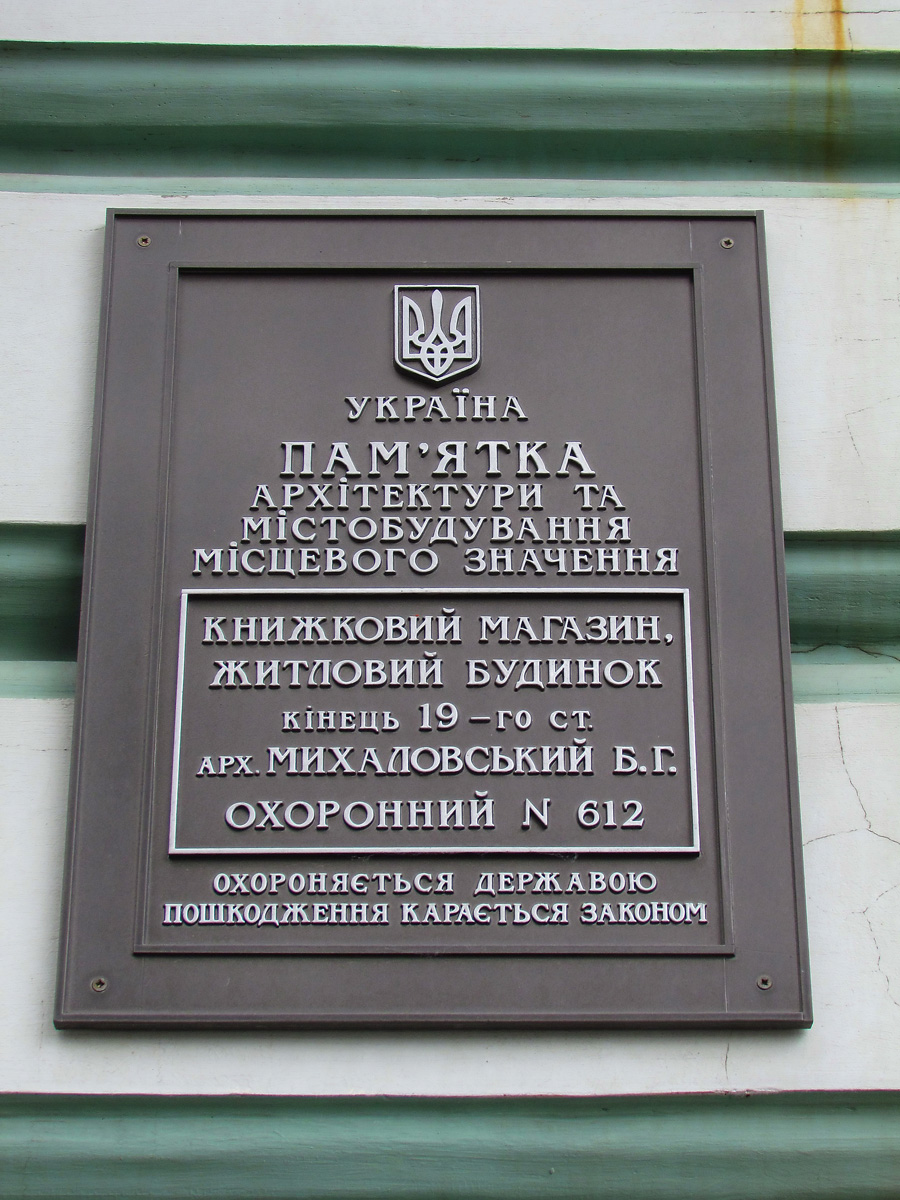 УКРАЇНА
ПАМ'ЯТКА
АРХІТЕКТУРИ ТА
МІСТОБУДУВАННЯ
МІСЦЕВОГО ЗНАЧЕННЯ
КНИЖКОВИЙ МАГАЗИН,
ЖИТЛОВИЙ БУДИНОК
КІНЕЦЬ 19-ГО СТ.
АРХ. МИХАЛОВСЬКИЙ Б.Г.
ОХОРОННИЙ N 612
ОХОРОНЯЄТЬСЯ ДЕРЖАВОЮ
ПОШКОДЖЕННЯ КАРАЄТЬСЯ ЗАКОНОМ